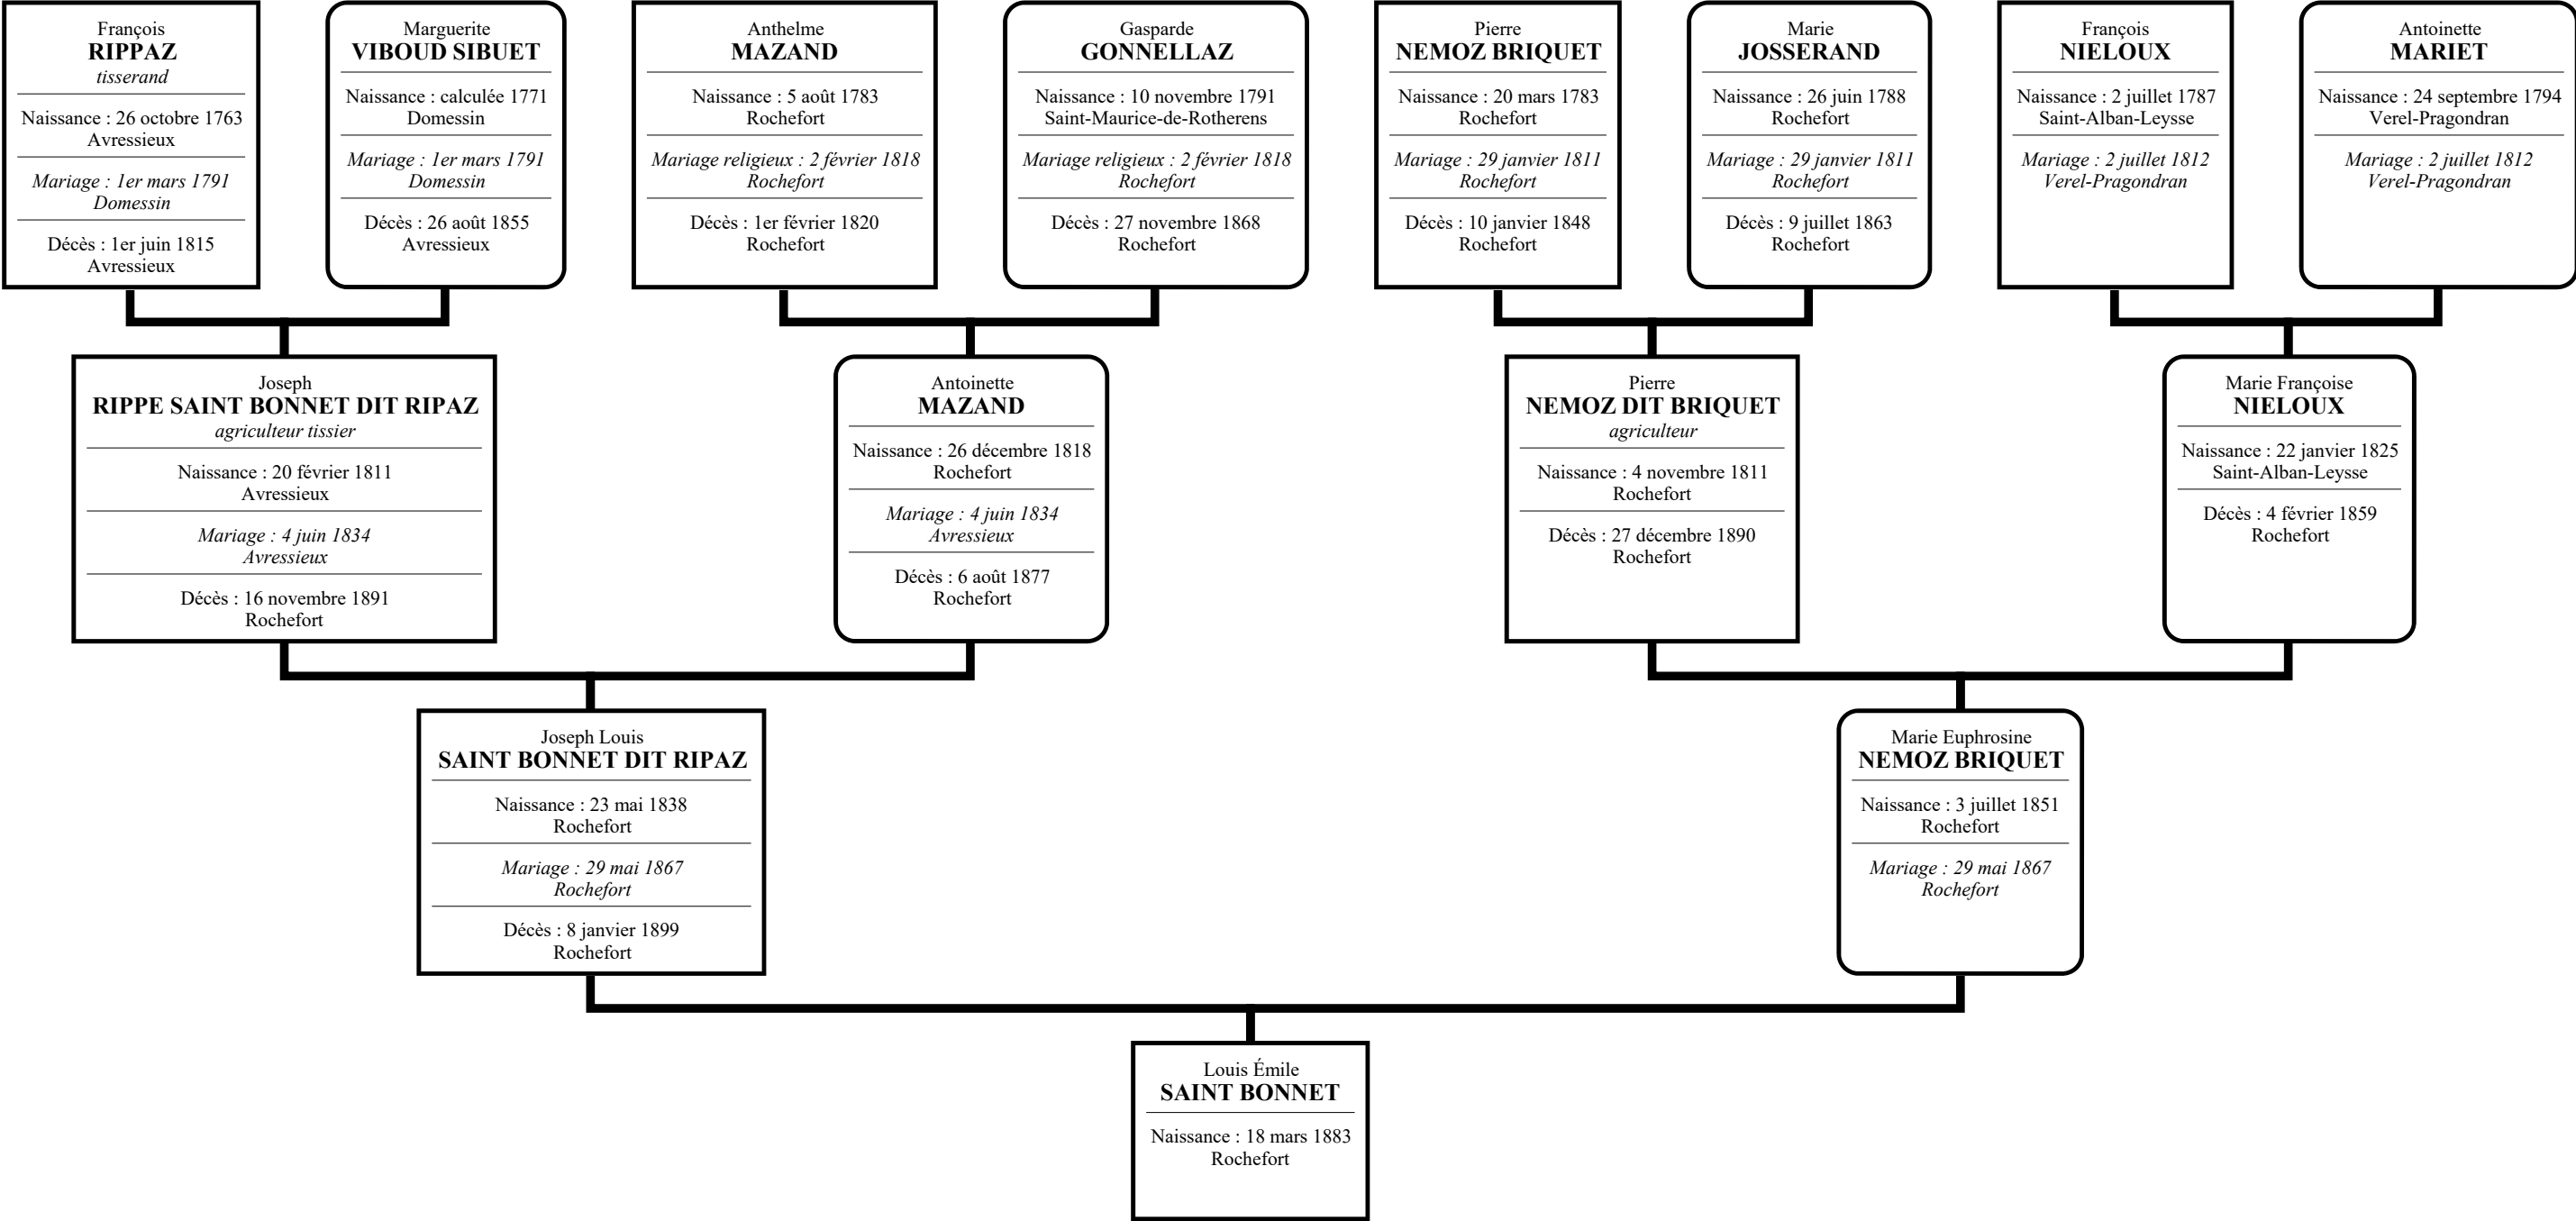 François
RIPPAZ
tisserand
Naissance : 26 octobre 1763
Avressieux
Mariage : 1er mars 1791
Domessin
Décès : 1er juin 1815
Avressieux
Marguerite
VIBOUD SIBUET
Naissance : calculée 1771
Domessin
Mariage : 1er mars 1791
Domessin
Décès : 26 août 1855
Avressieux
Anthelme
MAZAND
Naissance : 5 août 1783
Rochefort
Mariage religieux : 2 février 1818
Rochefort
Décès : 1er février 1820
Rochefort
Gasparde
GONNELLAZ
Naissance : 10 novembre 1791
Saint-Maurice-de-Rotherens
Mariage religieux : 2 février 1818
Rochefort
Décès : 27 novembre 1868
Rochefort
Pierre
NEMOZ BRIQUET
Naissance : 20 mars 1783
Rochefort
Mariage : 29 janvier 1811
Rochefort
Décès : 10 janvier 1848
Rochefort
Marie
JOSSERAND
Naissance : 26 juin 1788
Rochefort
Mariage : 29 janvier 1811
Rochefort
Décès : 9 juillet 1863
Rochefort
François
NIELOUX
Naissance : 2 juillet 1787
Saint-Alban-Leysse
Mariage : 2 juillet 1812
Verel-Pragondran
Antoinette
MARIET
Naissance : 24 septembre 1794
Verel-Pragondran
Mariage : 2 juillet 1812
Verel-Pragondran
Joseph
RIPPE SAINT BONNET DIT RIPAZ
agriculteur tissier
Naissance : 20 février 1811
Avressieux
Mariage : 4 juin 1834
Avressieux
Décès : 16 novembre 1891
Rochefort
Antoinette
MAZAND
Naissance : 26 décembre 1818
Rochefort
Mariage : 4 juin 1834
Avressieux
Décès : 6 août 1877
Rochefort
Pierre
NEMOZ DIT BRIQUET
agriculteur
Naissance : 4 novembre 1811
Rochefort
Décès : 27 décembre 1890
Rochefort
Marie Françoise
NIELOUX
Naissance : 22 janvier 1825
Saint-Alban-Leysse
Décès : 4 février 1859
Rochefort
Joseph Louis
SAINT BONNET DIT RIPAZ
Naissance : 23 mai 1838
Rochefort
Mariage : 29 mai 1867
Rochefort
Décès : 8 janvier 1899
Rochefort
Marie Euphrosine
NEMOZ BRIQUET
Naissance : 3 juillet 1851
Rochefort
Mariage : 29 mai 1867
Rochefort
Louis Émile
SAINT BONNET
Naissance : 18 mars 1883
Rochefort